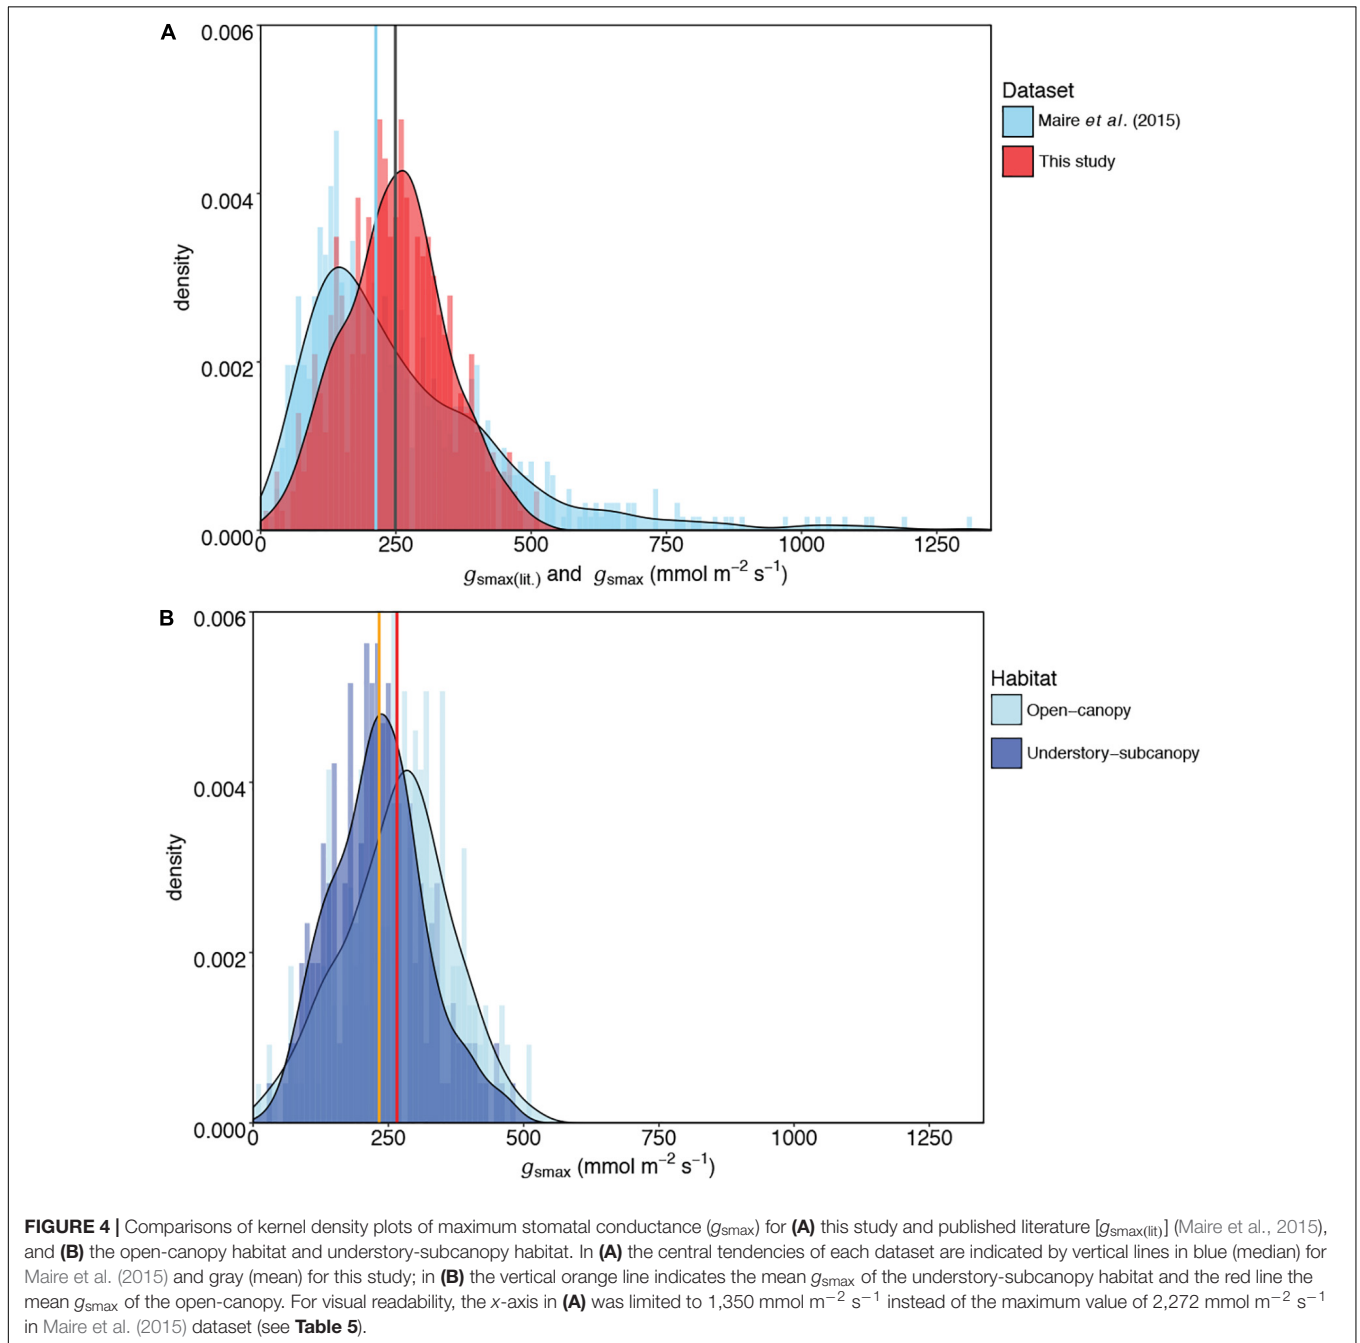 A
0.006
0.004
0.002
0.000
density
0 250 500 750 1000 1250
gsmax(lit.) and gsmax (mmol m−2 s−1)
Dataset
Maire et al. (2015)
This study
B
0.006
0.004
0.002
0.000
density
0 250 500 750 1000 1250
gsmax (mmol m−2 s−1)
Habitat
Open−canopy
Understory−subcanopy
FIGURE 4 | Comparisons of kernel density plots of maximum stomatal conductance (gsmax) for (A) this study and published literature [gsmax(lit)] (Maire et al., 2015),
and (B) the open-canopy habitat and understory-subcanopy habitat. In (A) the central tendencies of each dataset are indicated by vertical lines in blue (median) for
Maire et al. (2015) and gray (mean) for this study; in (B) the vertical orange line indicates the mean gsmax of the understory-subcanopy habitat and the red line the
mean gsmax of the open-canopy. For visual readability, the x-axis in (A) was limited to 1,350 mmol m−2 s−1 instead of the maximum value of 2,272 mmol m−2 s−1
in Maire et al. (2015) dataset (see Table 5).